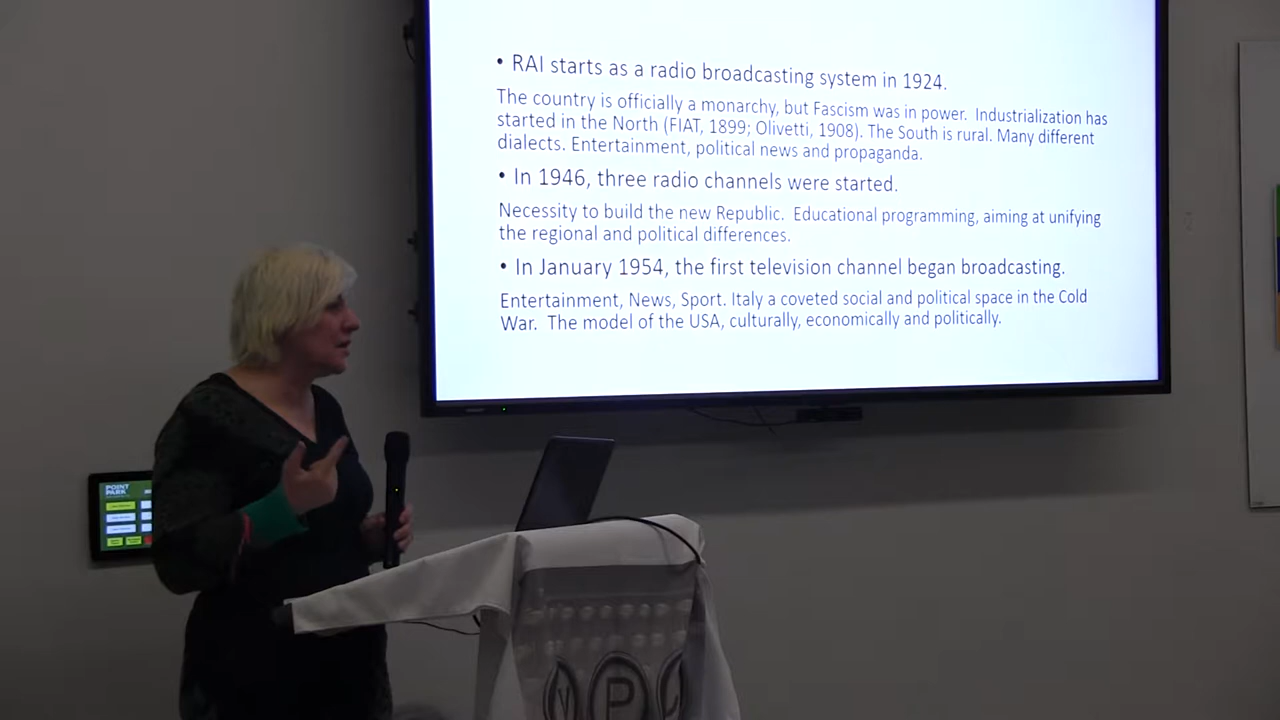 • RAI starts as a radio broadcasting system in 1924.
The country is officially a monarchy, but Fascism was in power. Industrialization has
started in the North (FIAT, 1899; Olivetti, 1908). The South is rural. Many different
dialects. Entertainment, political news and propaganda.
• In 1946, three radio channels were started.
Necessity to build the new Republic. Educational programming, aiming at unifying
the regional and political differences.
• In January 1954, the first television channel began broadcasting.
Entertainment, News, Sport. Italy a coveted social and political space in the Cold
War. The model of the USA, culturally, economically and politically.
POINT
PARK
P